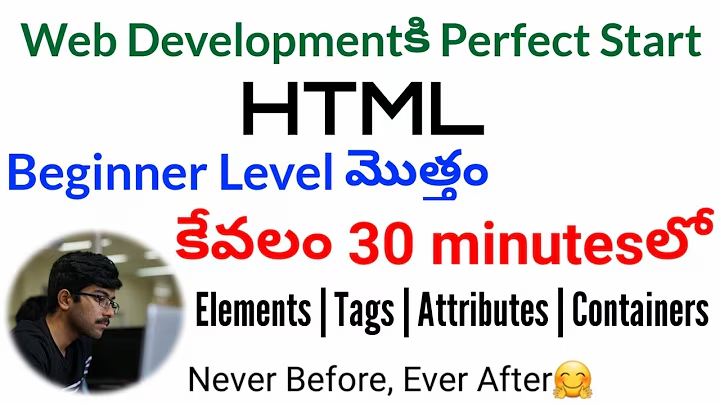 Web Developmentకి Perfect Start
HTML
Beginner Level మొత్తం
కేవలం 30 minutesలో
Elements | Tags | Attributes | Containers
Never Before, Ever After🤗